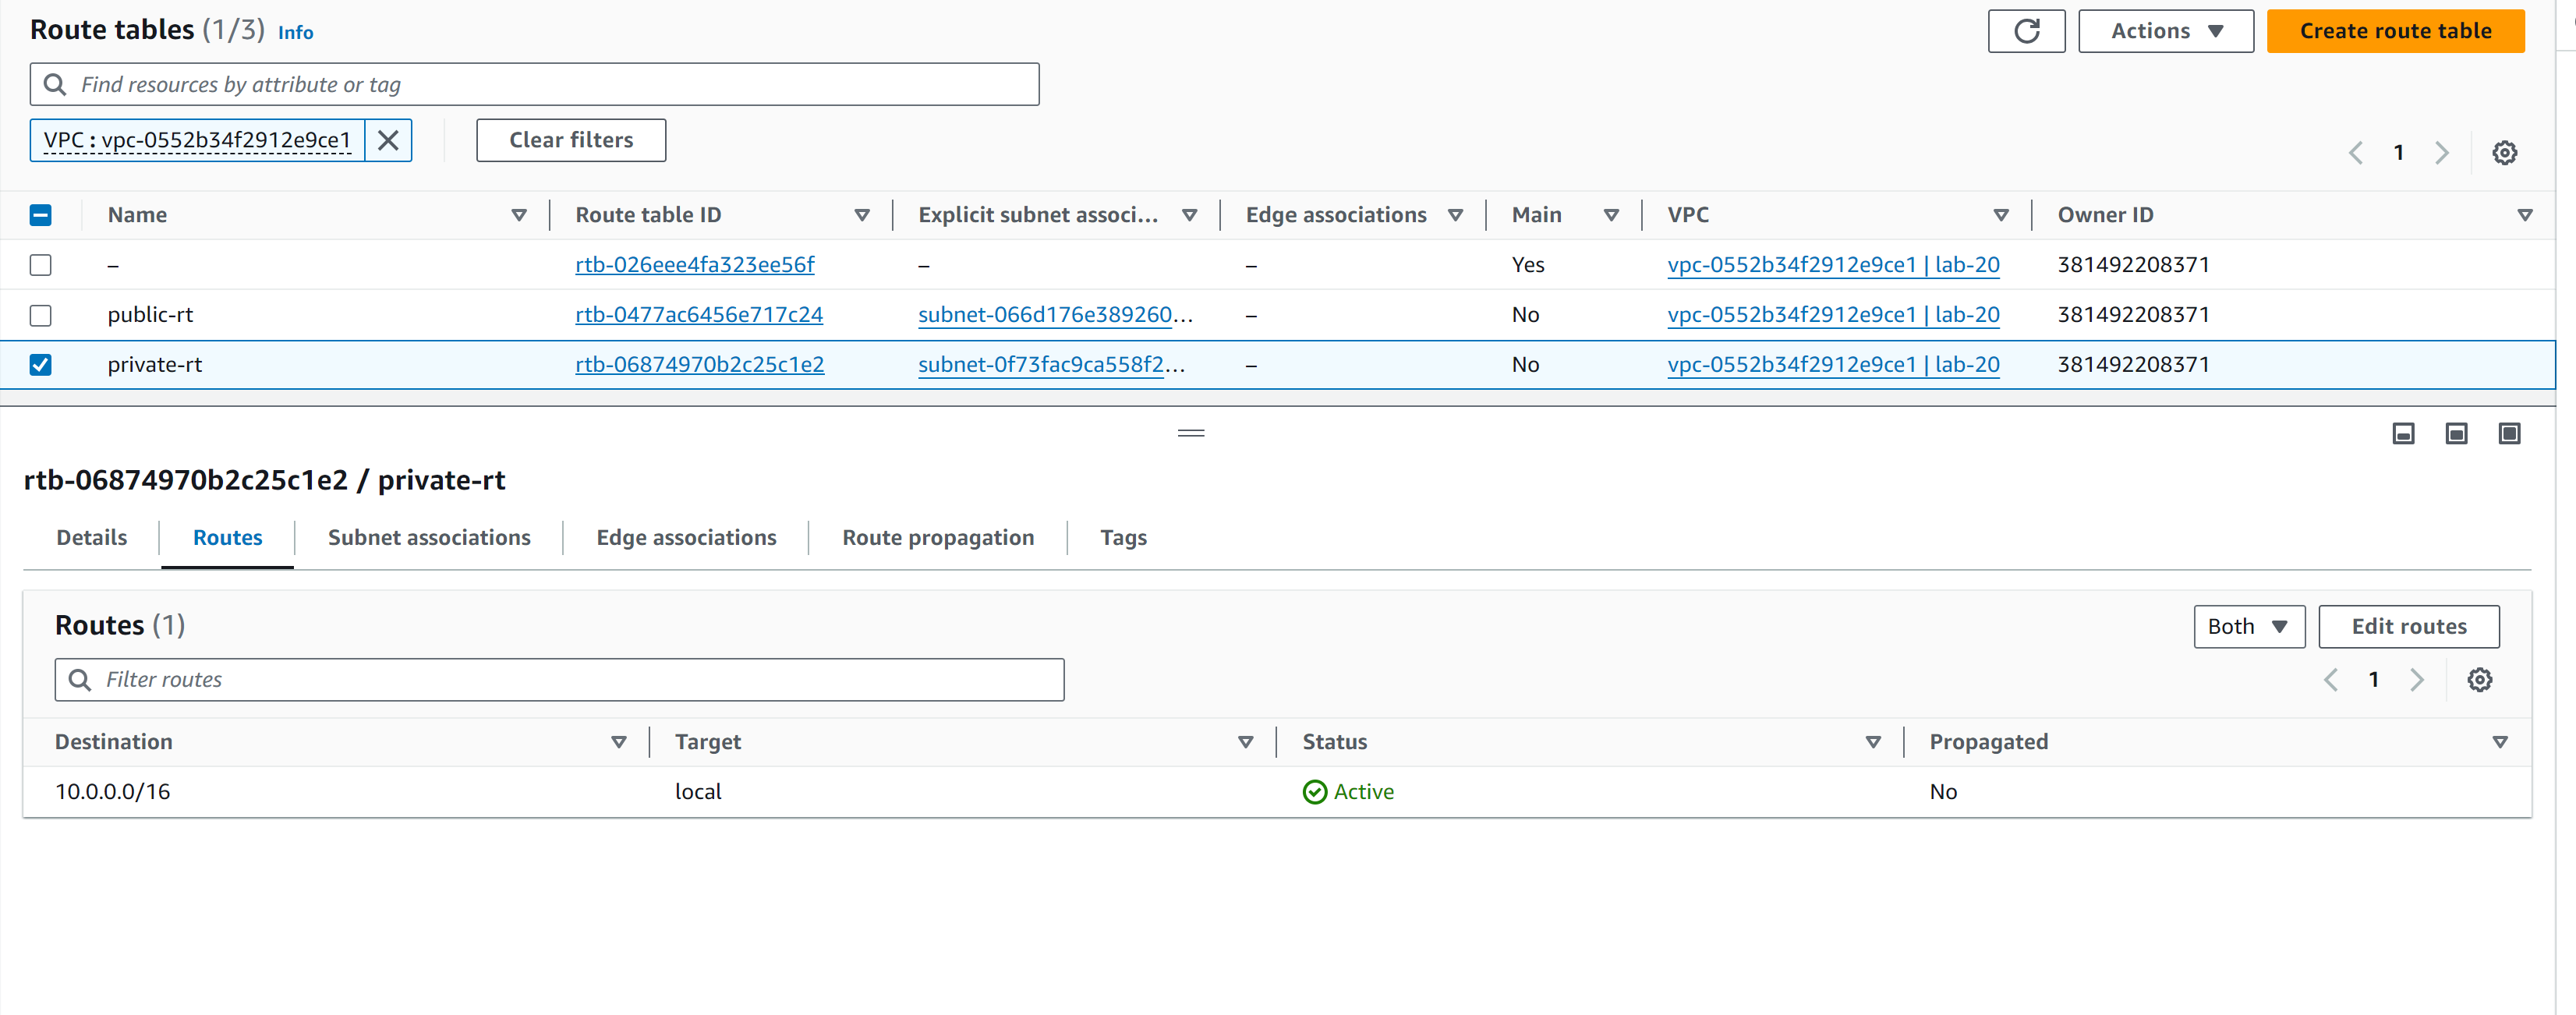 Route tables (1/3) Info
Actions
Create route table
Find resources by attribute or tag
VPC : vpc-0552b34f2912e9ce1
Clear filters
1
Name Route table ID Explicit subnet associ... Edge associations Main VPC Owner ID
– rtb-026eee4fa323ee56f – – Yes vpc-0552b34f2912e9ce1 | lab-20 381492208371
public-rt rtb-0477ac6456e717c24 subnet-066d176e389260... – No vpc-0552b34f2912e9ce1 | lab-20 381492208371
private-rt rtb-06874970b2c25c1e2 subnet-0f73fac9ca558f2... – No vpc-0552b34f2912e9ce1 | lab-20 381492208371
rtb-06874970b2c25c1e2 / private-rt
Details Routes Subnet associations Edge associations Route propagation Tags
Routes (1)
Both
Edit routes
Filter routes
1
Destination Target Status Propagated
10.0.0.0/16 local Active No